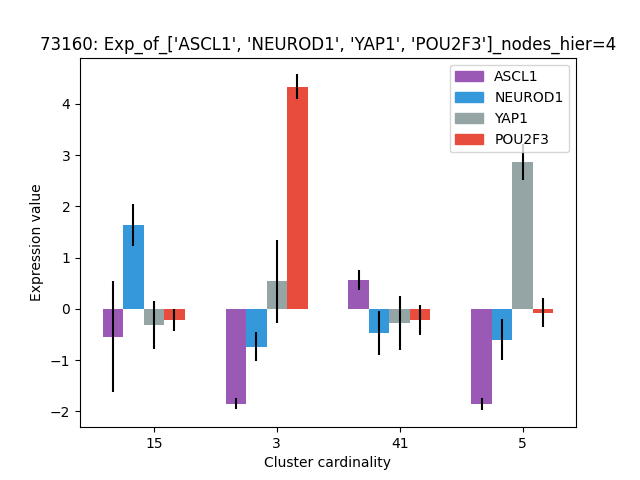 73160: Exp_of_['ASCL1', 'NEUROD1', 'YAP1', 'POU2F3']_nodes_hier=4
ASCL1
NEUROD1
YAP1
POU2F3
Expression value
4
3
2
1
0
−1
−2
15
3
41
5
Cluster cardinality